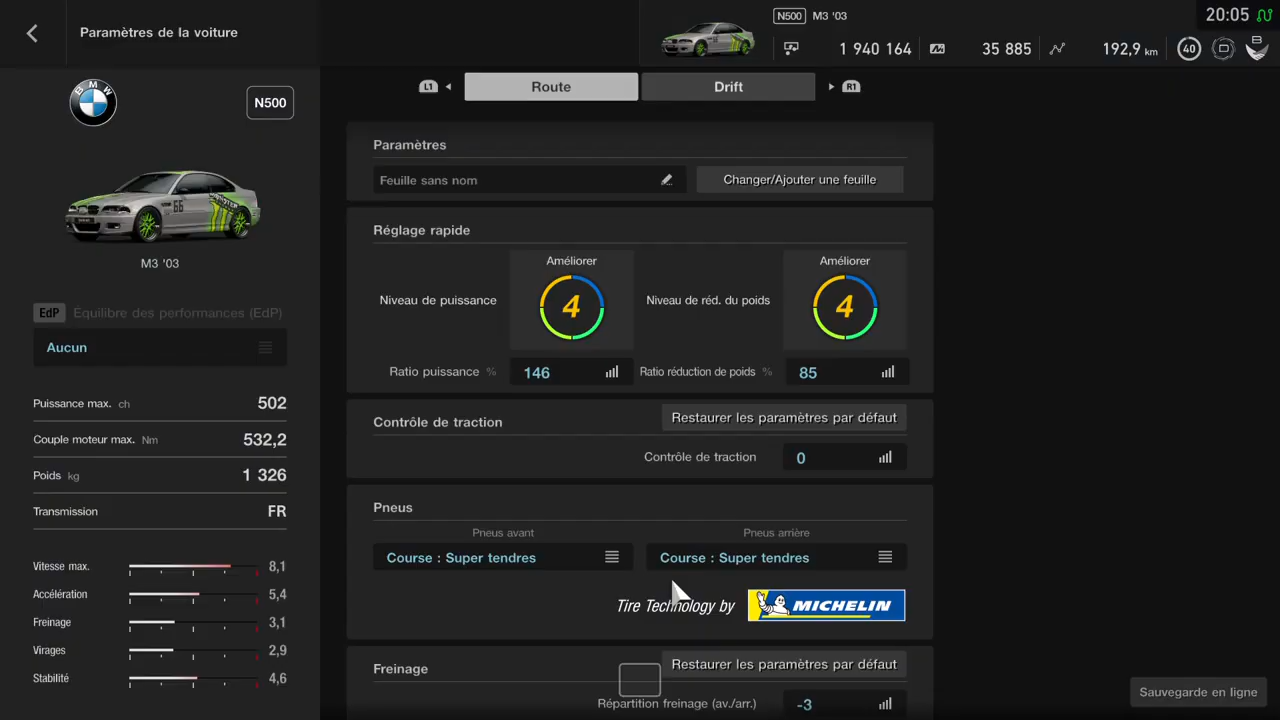 Paramètres de la voiture
N500 M3 '03
20:05
1 940 164
35 885
192,9 km
40
B
BMW
N500
M3 '03
EdP Equilibre des performances (EdP)
Aucun
Puissance max. ch 502
Couple moteur max. Nm 532,2
Poids kg 1 326
Transmission FR
Vitesse max. 8,1
Accélération 5,4
Freinage 3,1
Virages 2,9
Stabilité 4,6
L1 Route Drift R1
Paramètres
Feuille sans nom Changer/Ajouter une feuille
Réglage rapide
Améliorer Améliorer
Niveau de puissance 4 Niveau de réd. du poids 4
Ratio puissance % 146 Ratio réduction de poids % 85
Contrôle de traction Restaurer les paramètres par défaut
Contrôle de traction 0
Pneus
Pneus avant Pneus arrière
Course : Super tendres Course : Super tendres
Tire Technology by MICHELIN
Freinage Restaurer les paramètres par défaut
Répartition freinage (av./arr.) -3
Sauvegarde en ligne